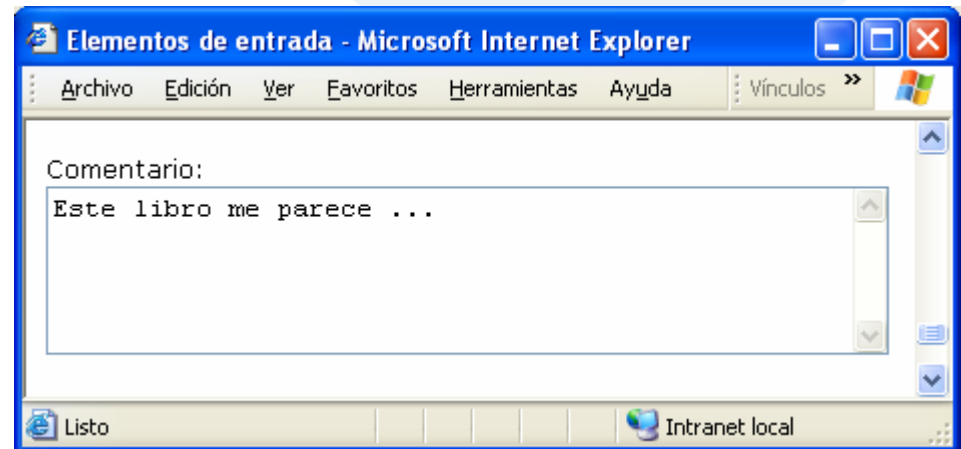 Elementos de entrada - Microsoft Internet Explorer
Archivo Edición Ver Favoritos Herramientas Ayuda Vínculos »
Comentario:
Este libro me parece ...
Listo Intranet local